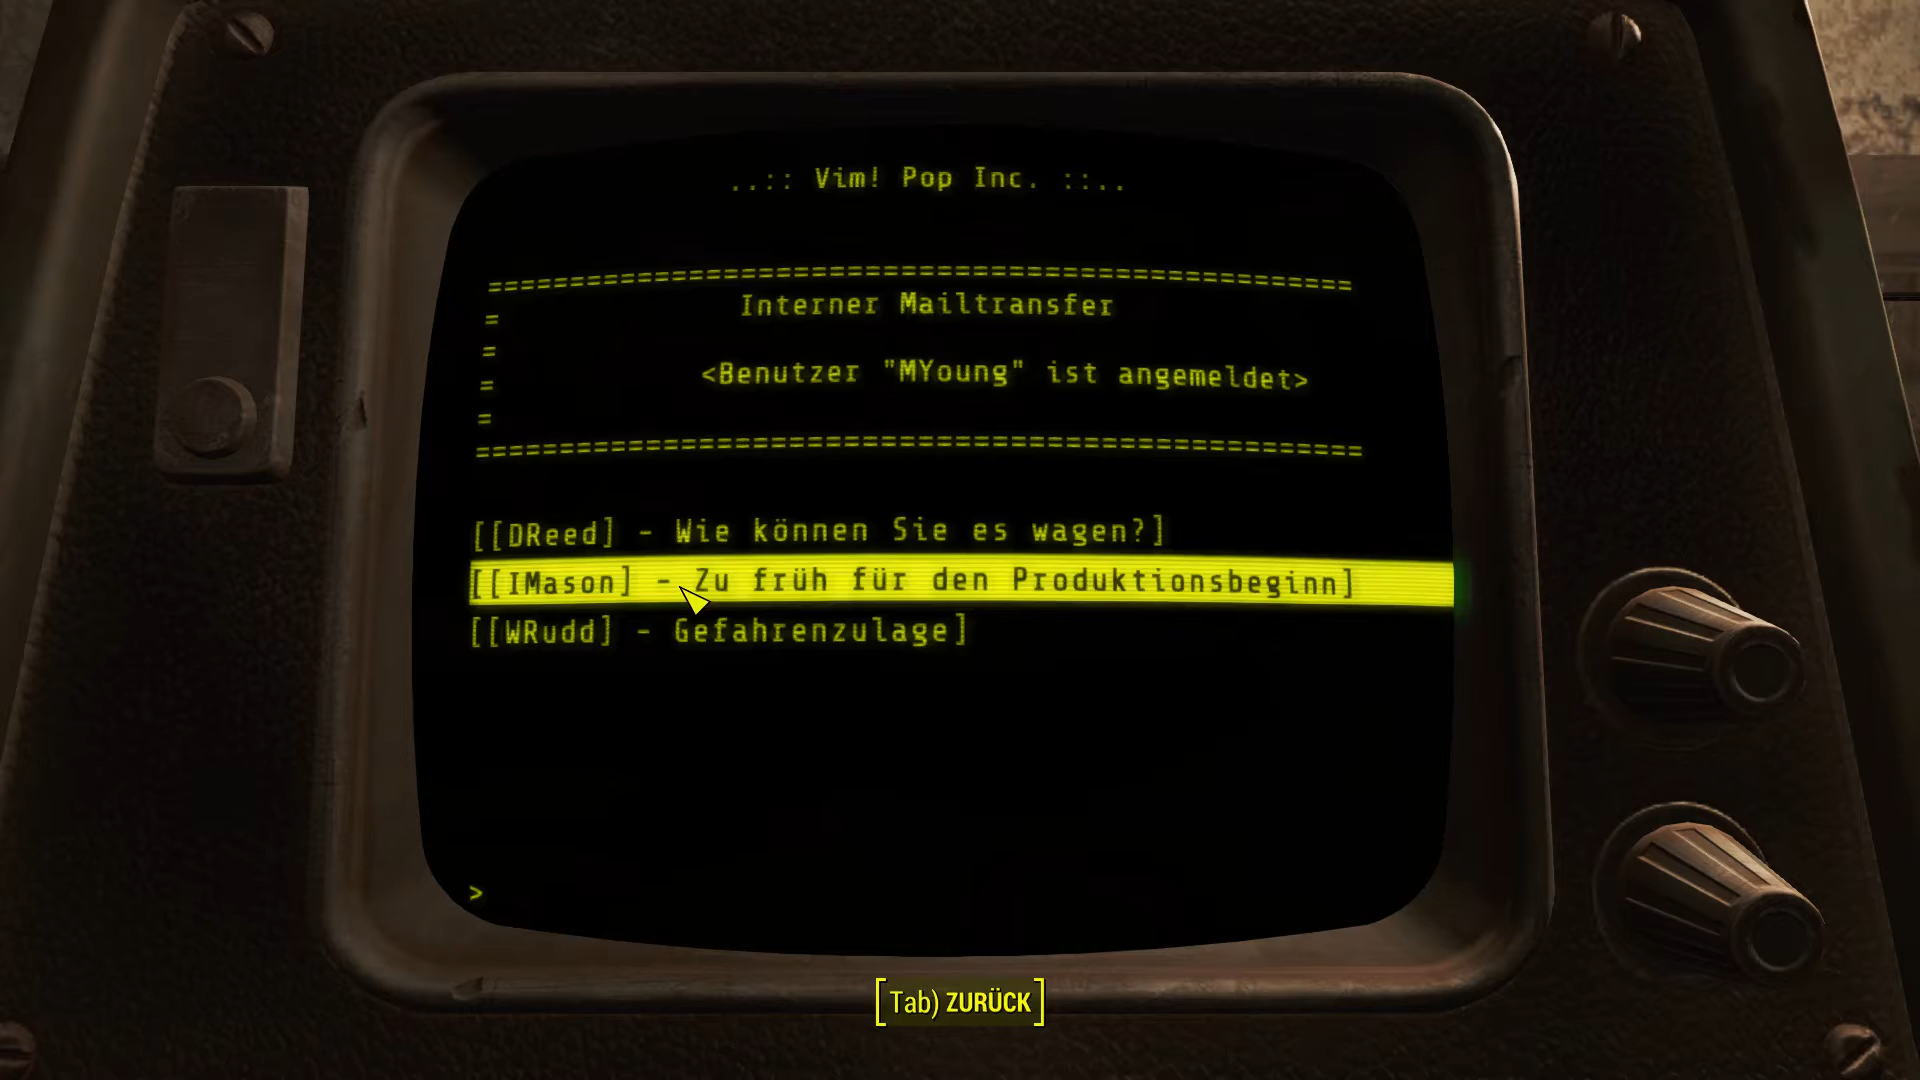 ..:: Vim! Pop Inc. ::..
==================================================
= Interner Mailtransfer
=
= <Benutzer "MYoung" ist angemeldet>
=
===================================================
[[DReed] - Wie können Sie es wagen?]
[[IMason] - Zu früh für den Produktionsbeginn]
[[WRudd] - Gefahrenzulage]
>
[Tab) ZURÜCK]